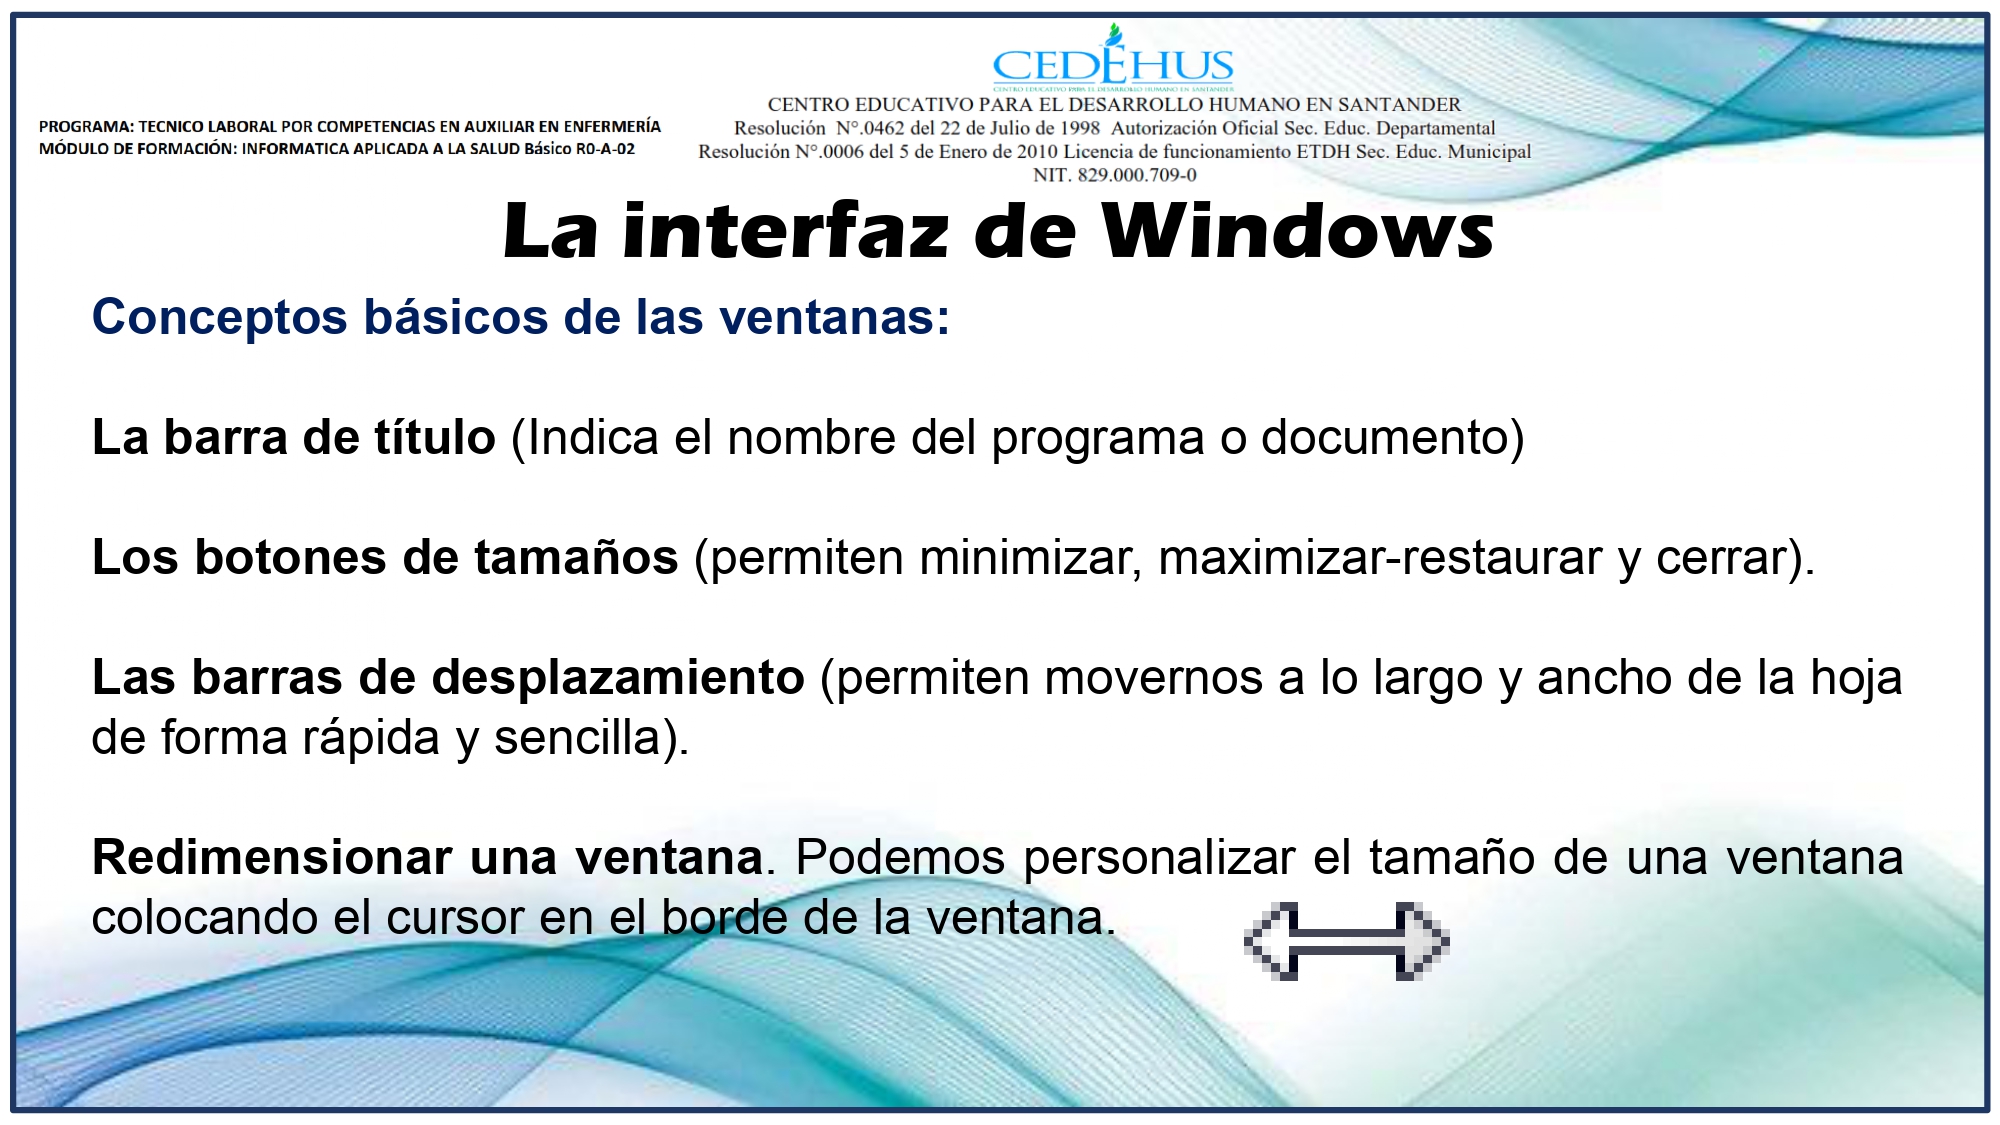 CEDEHUS
CENTRO EDUCATIVO PARA EL DESARROLLO HUMANO EN SANTANDER
CENTRO EDUCATIVO PARA EL DESARROLLO HUMANO EN SANTANDER
Resolución N°.0462 del 22 de Julio de 1998 Autorización Oficial Sec. Educ. Departamental
Resolución N°.0006 del 5 de Enero de 2010 Licencia de funcionamiento ETDH Sec. Educ. Municipal
NIT. 829.000.709-0
PROGRAMA: TECNICO LABORAL POR COMPETENCIAS EN AUXILIAR EN ENFERMERÍA
MÓDULO DE FORMACIÓN: INFORMATICA APLICADA A LA SALUD Básico R0-A-02
La interfaz de Windows
Conceptos básicos de las ventanas:
La barra de título (Indica el nombre del programa o documento)
Los botones de tamaños (permiten minimizar, maximizar-restaurar y cerrar).
Las barras de desplazamiento (permiten movernos a lo largo y ancho de la hoja
de forma rápida y sencilla).
Redimensionar una ventana. Podemos personalizar el tamaño de una ventana
colocando el cursor en el borde de la ventana.